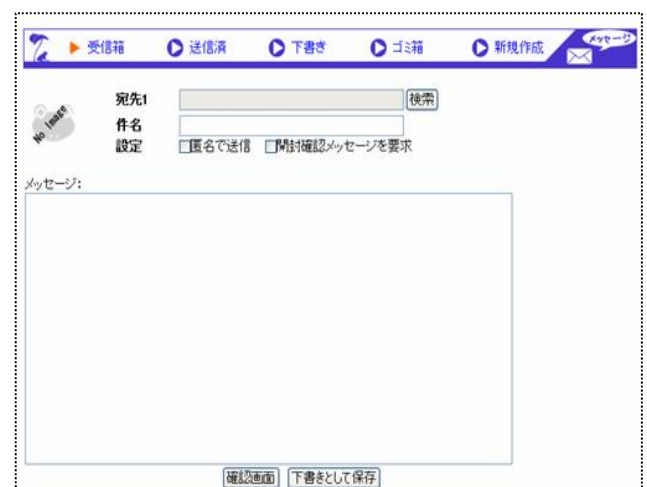 受信箱 送信済 下書き ゴミ箱 新規作成 メッセージ
No Image
宛先1 検索
件名
設定 匿名で送信 開封確認メッセージを要求
メッセージ:
確認画面 下書きとして保存